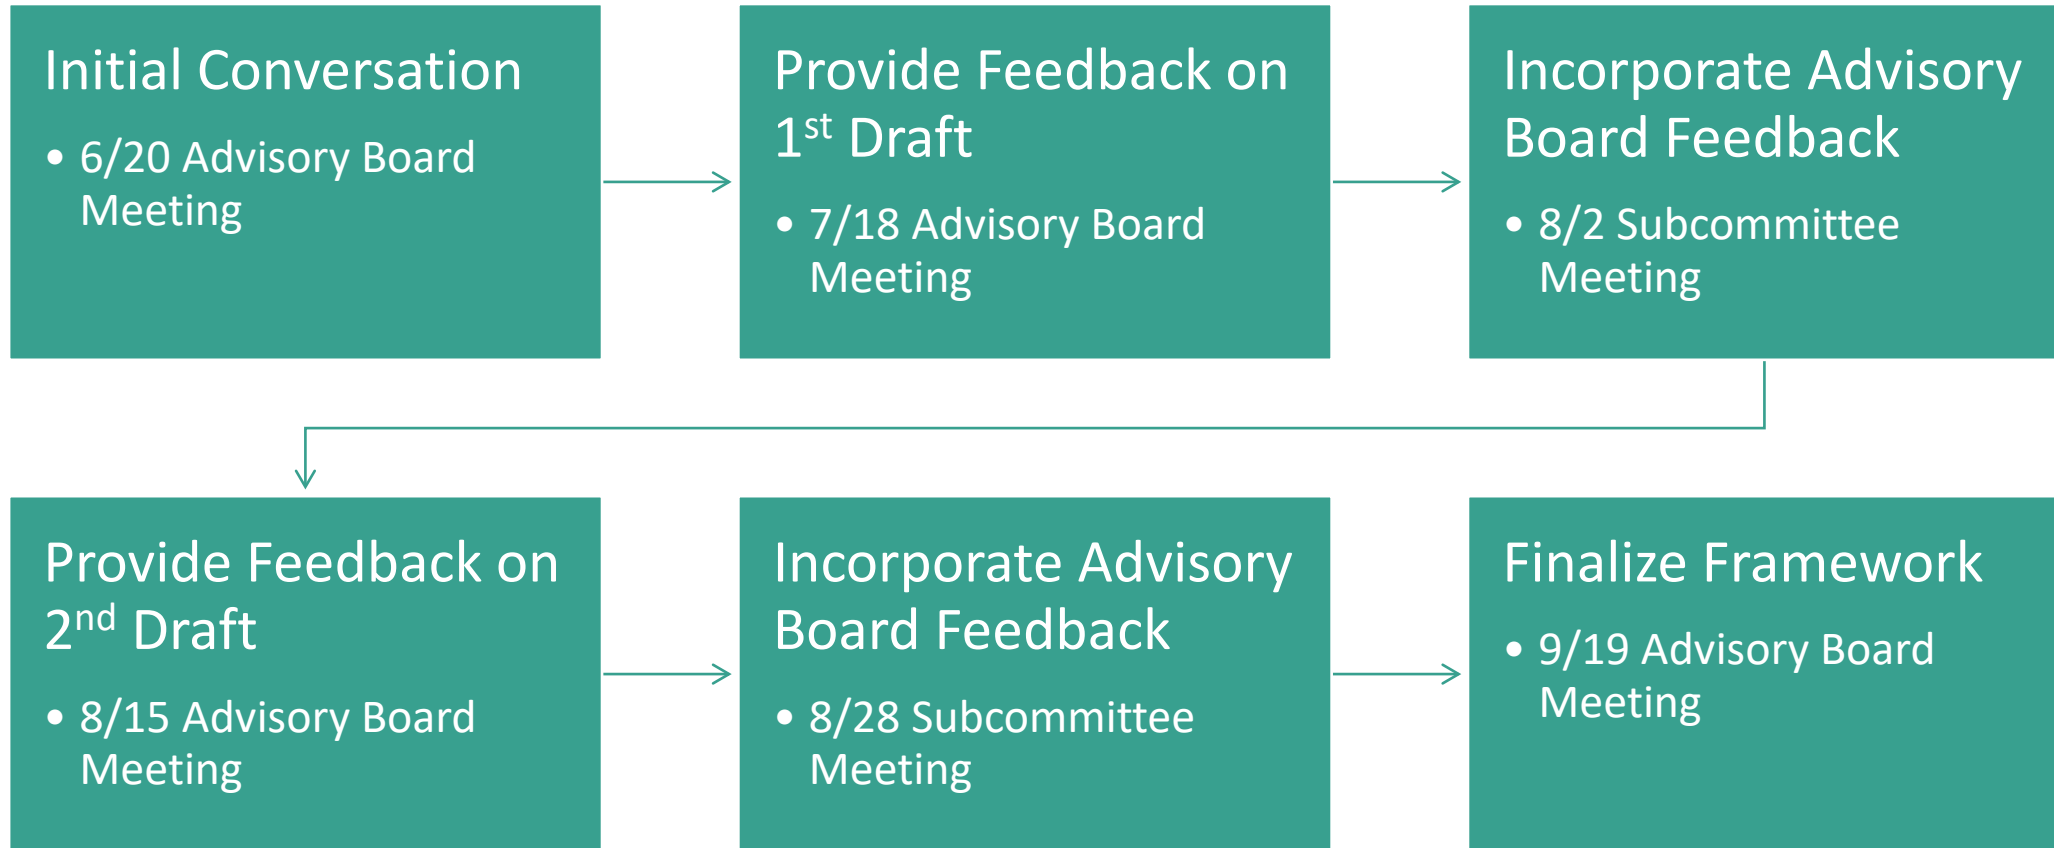 Initial Conversation
• 6/20 Advisory Board
Meeting
Provide Feedback on
1st Draft
• 7/18 Advisory Board
Meeting
Incorporate Advisory
Board Feedback
• 8/2 Subcommittee
Meeting
Provide Feedback on
2nd Draft
• 8/15 Advisory Board
Meeting
Incorporate Advisory
Board Feedback
• 8/28 Subcommittee
Meeting
Finalize Framework
• 9/19 Advisory Board
Meeting